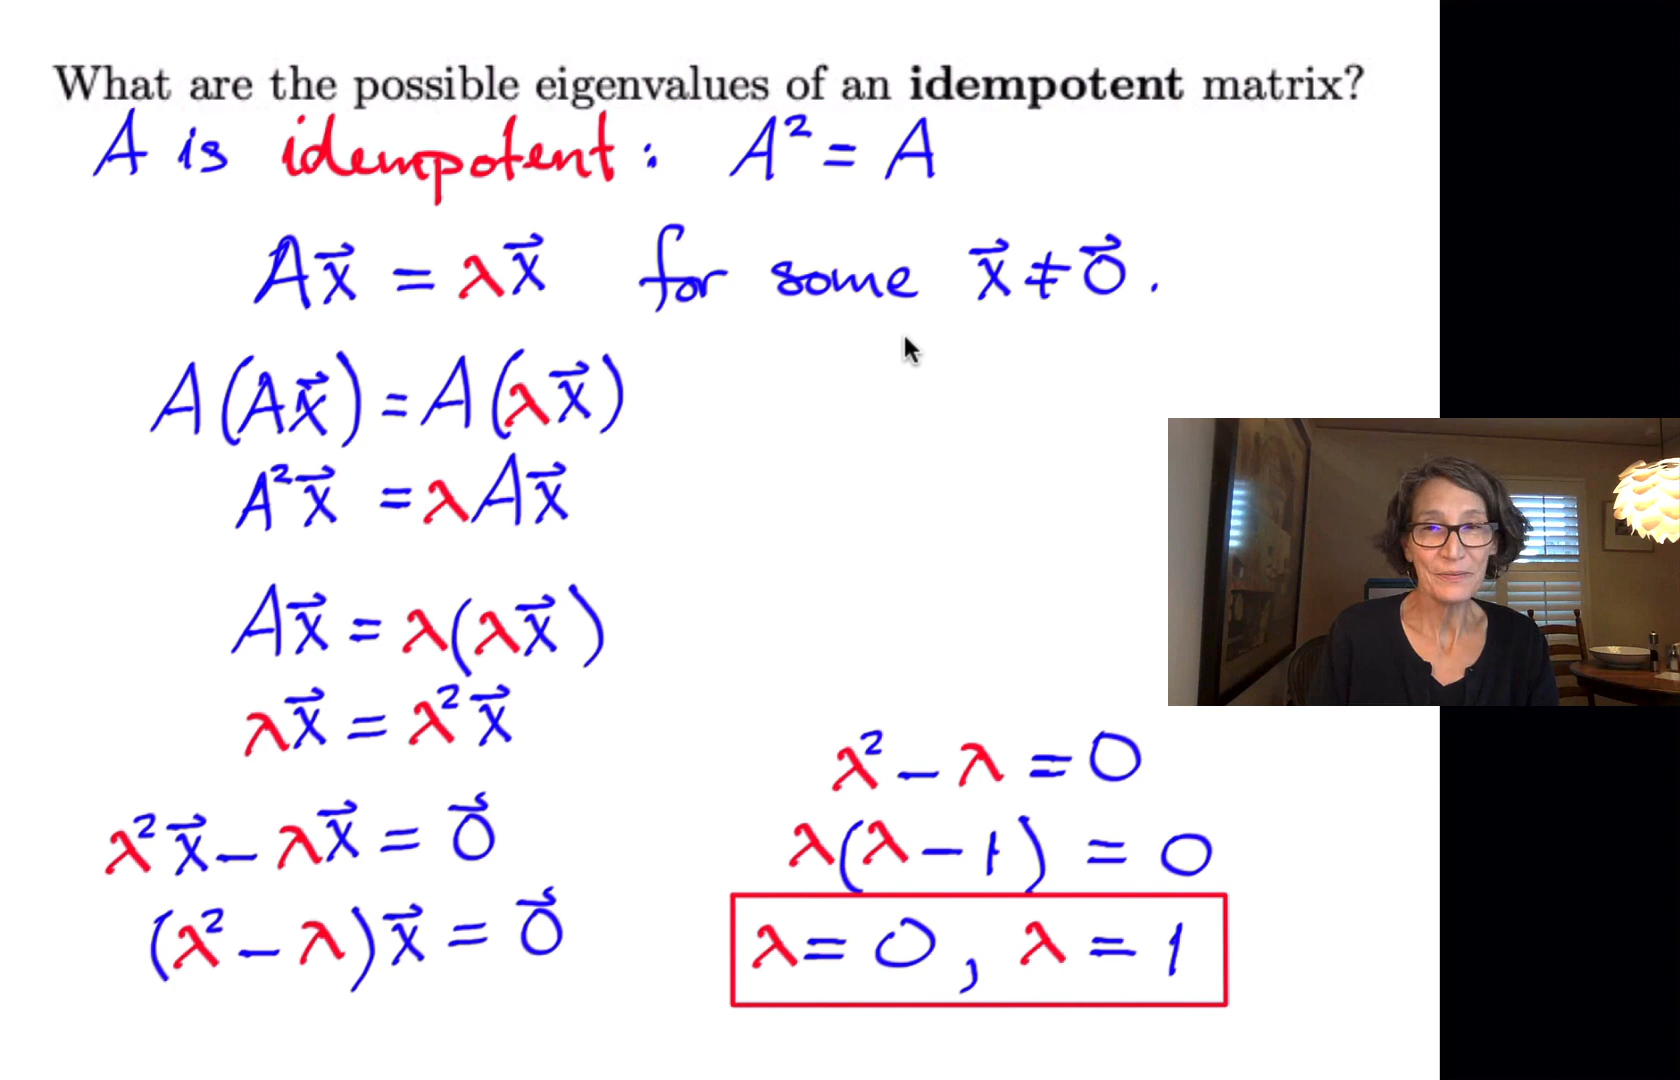 What are the possible eigenvalues of an idempotent matrix?
A is idempotent: A² = A
Ax⃗ = λx⃗ for some x⃗ ≠ 0⃗.
A(Ax⃗) = A(λx⃗)
A²x⃗ = λAx⃗
Ax⃗ = λ(λx⃗)
λx⃗ = λ²x⃗
λ²x⃗ − λx⃗ = 0⃗
(λ² − λ)x⃗ = 0⃗
λ² − λ = 0
λ(λ − 1) = 0
λ = 0, λ = 1